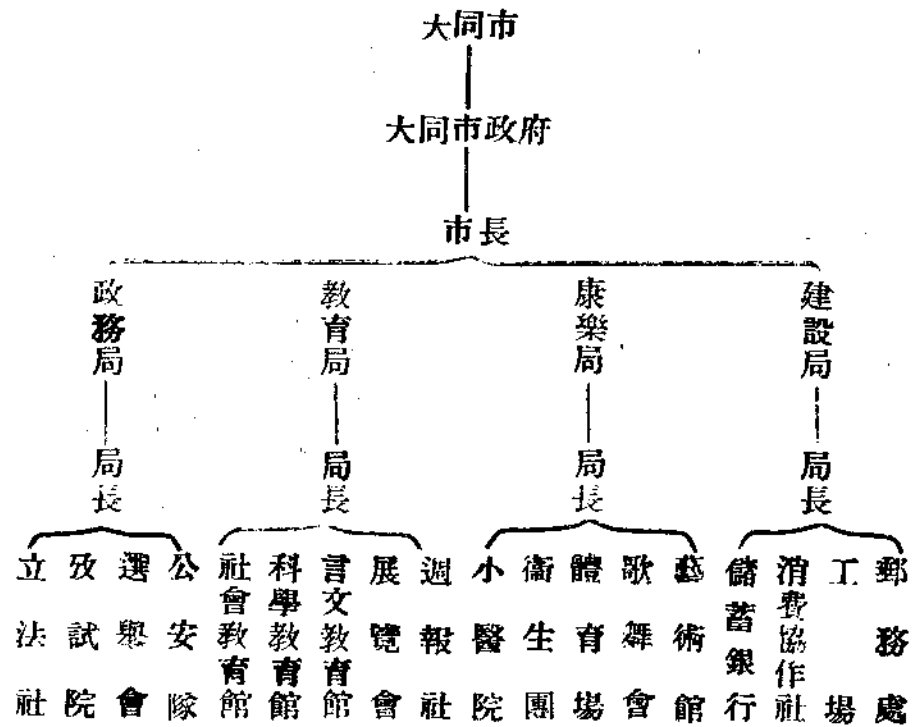 大同市
大同市政府
市長
政務局
教育局
康樂局
建設局
局長
局長
局長
局長
立法社
攷試院
選舉會
公安隊
社會教育館
科學教育館
言文教育館
展覽會
週報社
小醫院
衞生團
體育場
歌舞會
藝術館
儲蓄銀行
消費協作社
工場
郵務處